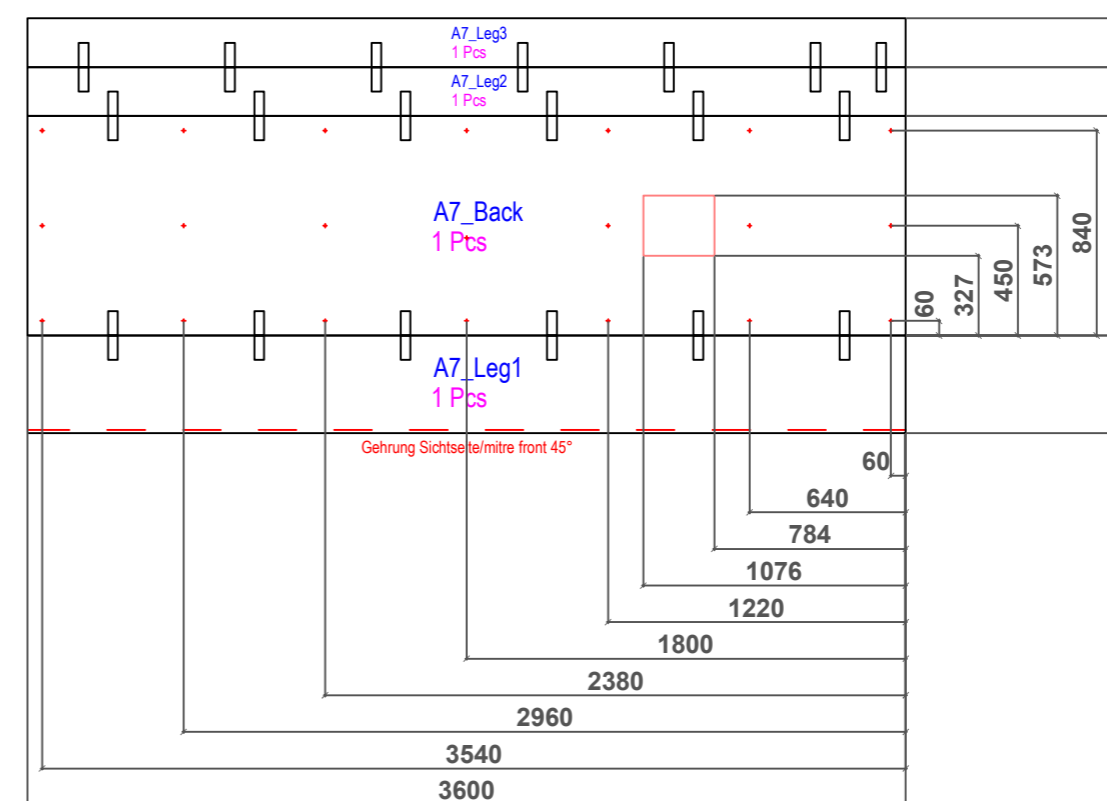 A7_Leg3
1 Pcs
A7_Leg2
1 Pcs
A7_Back
1 Pcs
60
327
450
573
840
A7_Leg1
1 Pcs
Gehrung Sichtseite/mitre front 45°
60
640
784
1076
1220
1800
2380
2960
3540
3600